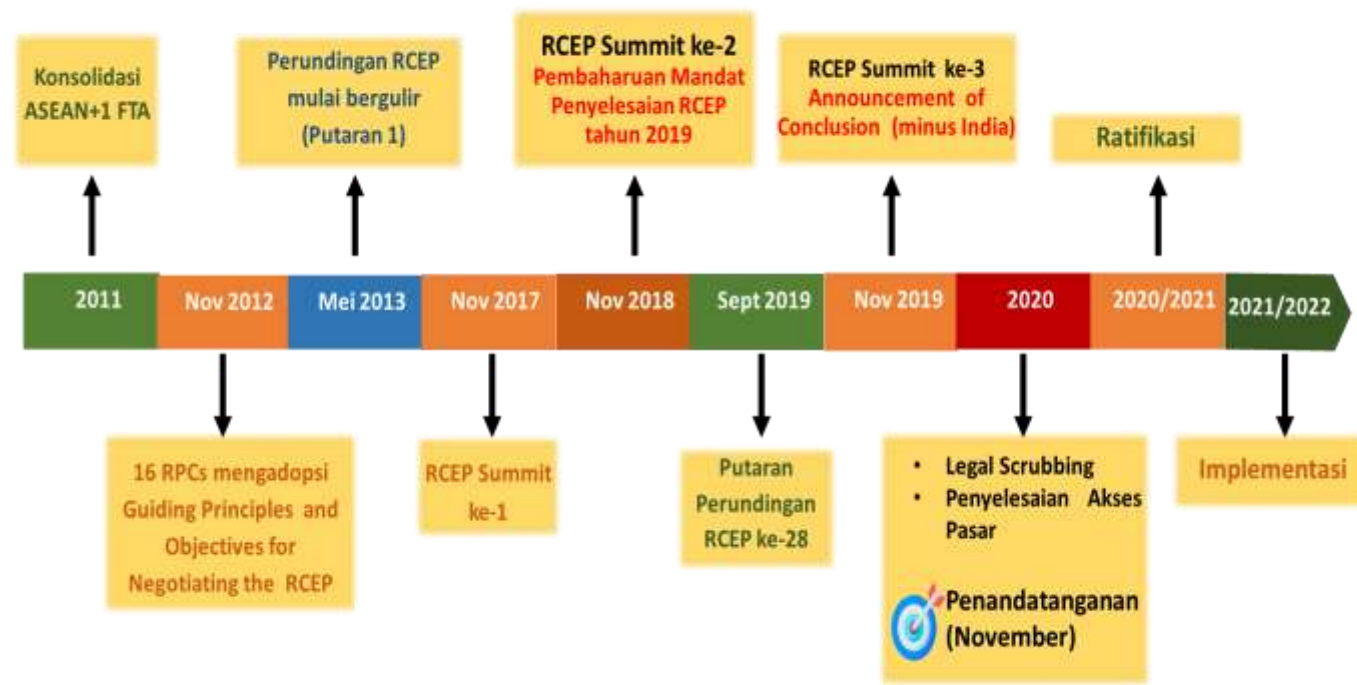 Konsolidasi
ASEAN+1 FTA
Perundingan RCEP
mulai bergulir
(Putaran 1)
RCEP Summit ke-2
Pembaharuan Mandat
Penyelesaian RCEP
tahun 2019
RCEP Summit ke-3
Announcement of
Conclusion (minus India)
Ratifikasi
2011
Nov 2012
Mei 2013
Nov 2017
Nov 2018
Sept 2019
Nov 2019
2020
2020/2021
2021/2022
16 RPCs mengadopsi
Guiding Principles and
Objectives for
Negotiating the RCEP
RCEP Summit
ke-1
Putaran
Perundingan
RCEP ke-28
• Legal Scrubbing
• Penyelesaian Akses
Pasar
Penandatanganan
(November)
Implementasi